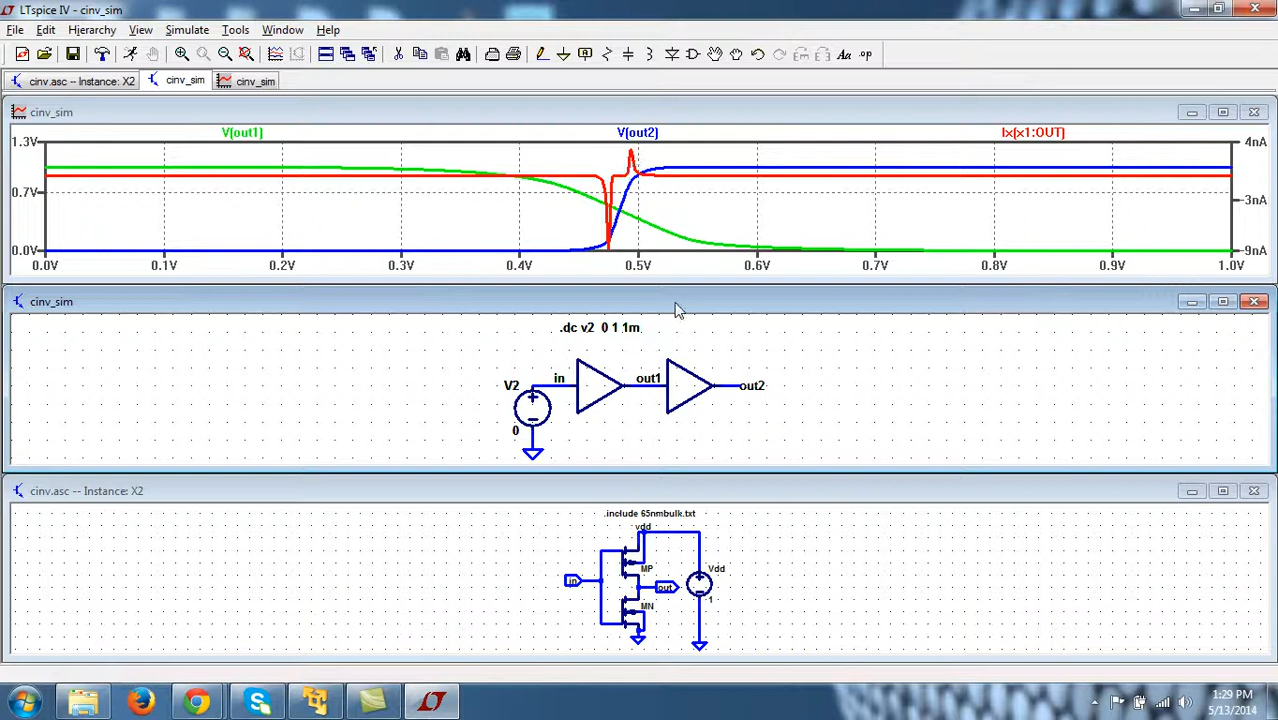 LTspice IV - cinv_sim
File Edit Hierarchy View Simulate Tools Window Help
Aa .op
cinv.asc -- Instance: X2 cinv_sim cinv_sim
cinv_sim
V(out1) V(out2) Ix(x1:OUT)
1.3V 4nA
0.7V -3nA
0.0V -9nA
0.0V 0.1V 0.2V 0.3V 0.4V 0.5V 0.6V 0.7V 0.8V 0.9V 1.0V
cinv_sim
.dc v2 0 1 1m
V2 in out1 out2
0
cinv.asc -- Instance: X2
.include 65nmbulk.txt
vdd
MP Vdd
in out
1
MN
1:29 PM
5/13/2014